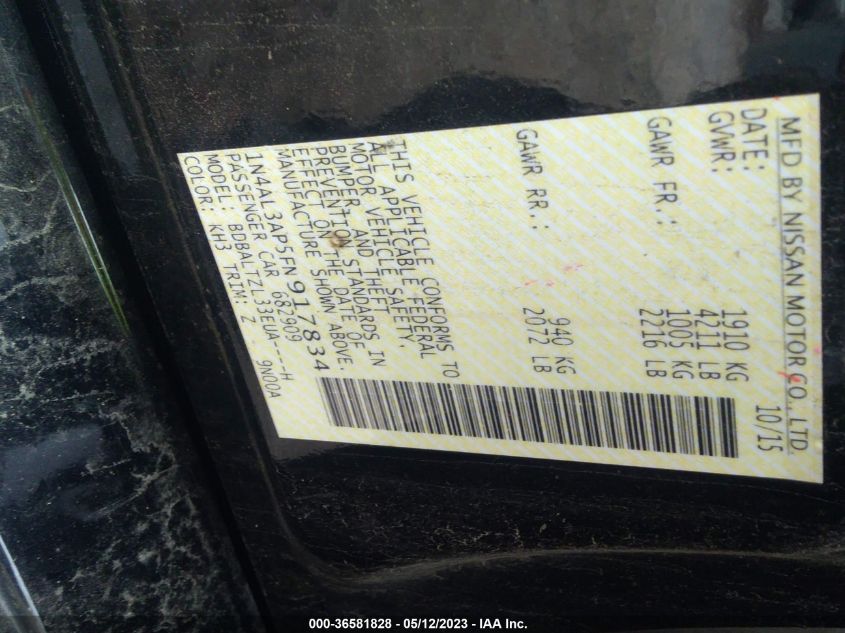 MFD BY NISSAN MOTOR CO., LTD.
DATE: 10/15
GVWR: 1910 KG
4211 LB
GAWR FR.: 1005 KG
2216 LB
GAWR RR.: 940 KG
2072 LB
THIS VEHICLE CONFORMS TO
ALL APPLICABLE FEDERAL
MOTOR VEHICLE SAFETY,
BUMPER, AND THEFT
PREVENTION STANDARDS IN
EFFECT ON THE DATE OF
MANUFACTURE SHOWN ABOVE.
1N4AL3AP5FN917834
PASSENGER CAR 682909
MODEL: BDBALTZL33EUA----H
COLOR: KH3 TRIM: Z 9N00A
000-36581828 - 05/12/2023 - IAA Inc.